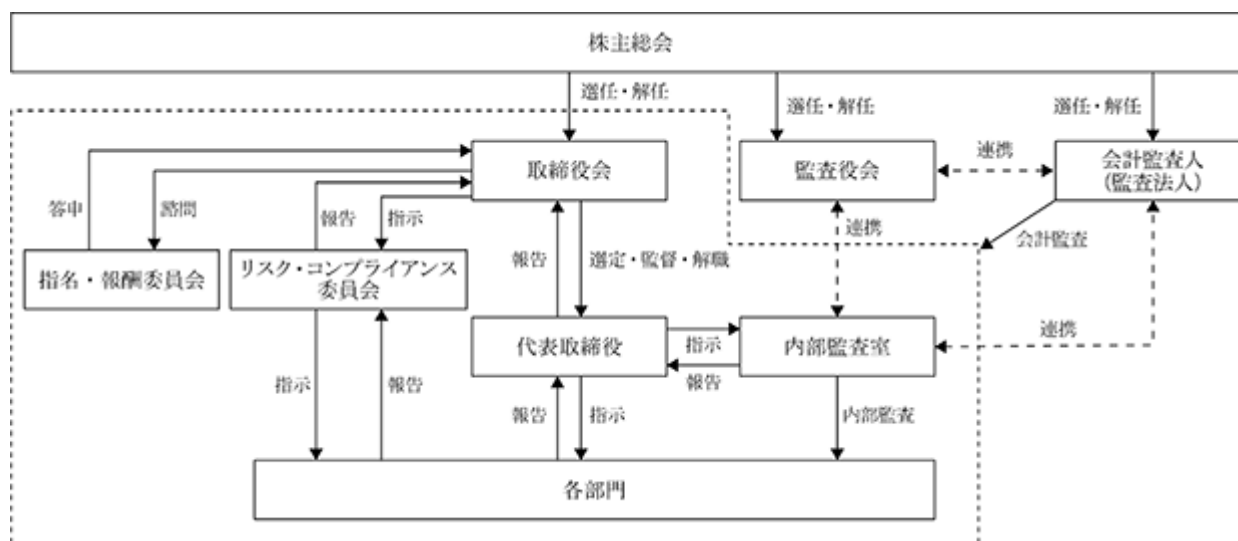 株主総会
選任・解任
選任・解任
選任・解任
取締役会
監査役会
連携
会計監査人
(監査法人)
答申
諮問
報告
指示
連携
会計監査
指名・報酬委員会
リスク・コンプライアンス
委員会
報告
選定・監督・解職
代表取締役
指示
報告
内部監査室
連携
指示
報告
報告
指示
内部監査
各部門